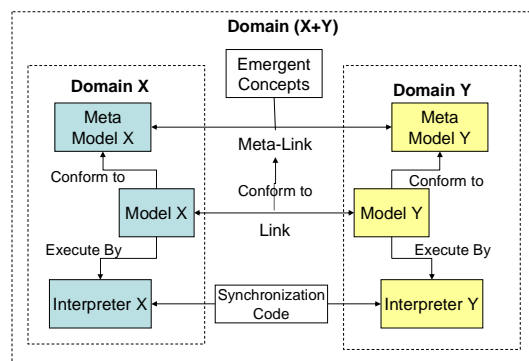 Domain (X+Y)
Emergent
Concepts
Domain X
Domain Y
Meta
Model X
Meta
Model Y
Meta-Link
Conform to
Conform to
Conform to
Model X
Model Y
Link
Execute By
Execute By
Interpreter X
Synchronization
Code
Interpreter Y